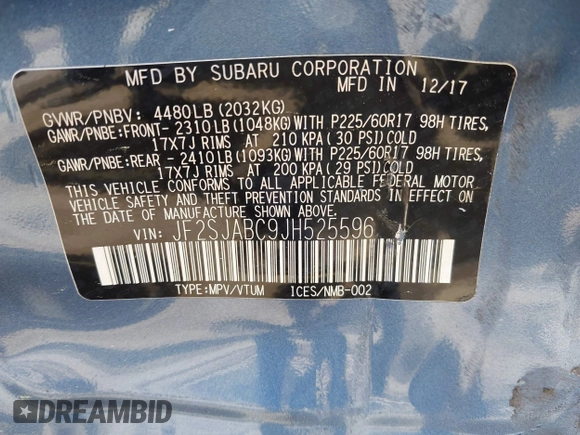 MFD BY SUBARU CORPORATION
MFD IN 12/17
GVWR/PNBV: 4480LB (2032KG)
GAWR/PNBE:FRONT- 2310LB (1048KG) WITH P225/60R17 98H TIRES,
17X7J RIMS AT 210 KPA (30 PSI) COLD
GAWR/PNBE:REAR - 2410LB (1093KG) WITH P225/60R17 98H TIRES,
17X7J RIMS AT 200 KPA (29 PSI) COLD
THIS VEHICLE CONFORMS TO ALL APPLICABLE FEDERAL MOTOR
VEHICLE SAFETY AND THEFT PREVENTION STANDARDS IN EFFECT ON THE
DATE OF MANUFACTURE SHOWN ABOVE.
VIN: JF2SJABC9JH525596
TYPE:MPV/VTUM ICES/NMB-002
DREAMBID